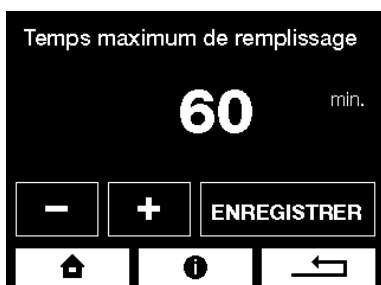 Temps maximum de remplissage
60 min.
- + ENREGISTRER